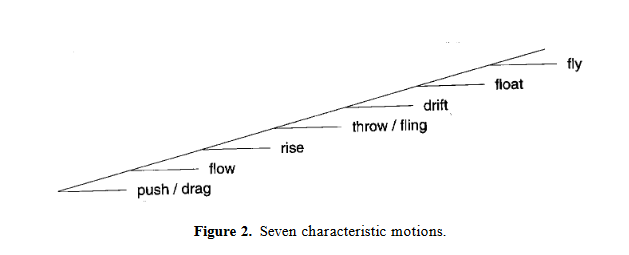 fly
float
drift
throw / fling
rise
flow
push / drag
Figure 2. Seven characteristic motions.